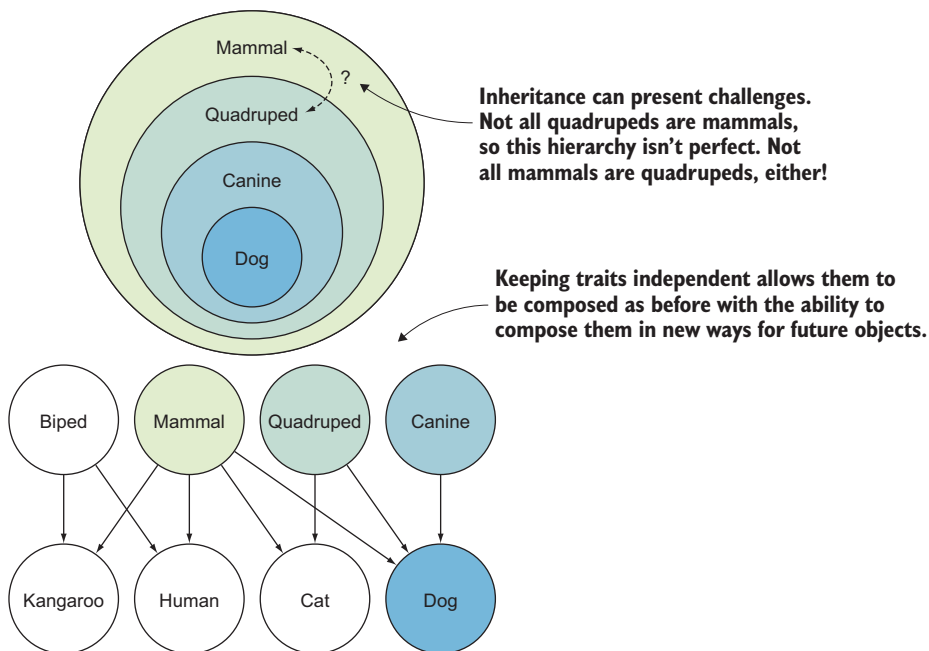 Mammal
?
Quadruped
Canine
Dog
Inheritance can present challenges.
Not all quadrupeds are mammals,
so this hierarchy isn’t perfect. Not
all mammals are quadrupeds, either!
Keeping traits independent allows them to
be composed as before with the ability to
compose them in new ways for future objects.
Biped
Mammal
Quadruped
Canine
Kangaroo
Human
Cat
Dog